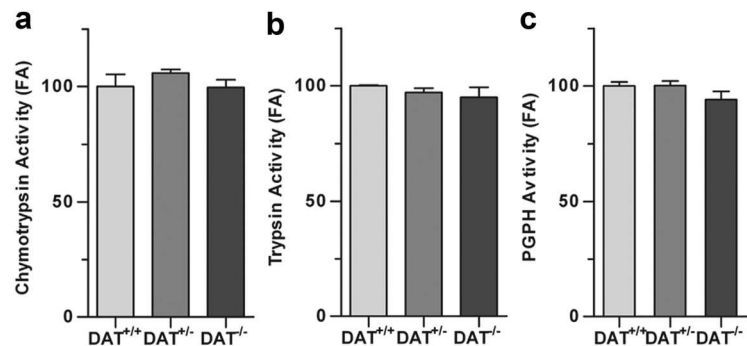 a
Chymotrypsin Activity (FA)
100
50
0
DAT+/+ DAT+/- DAT-/-
b
Trypsin Activity (FA)
100
50
0
DAT+/+ DAT+/- DAT-/-
c
PGPH Avtivity (FA)
100
50
0
DAT+/+ DAT+/- DAT-/-